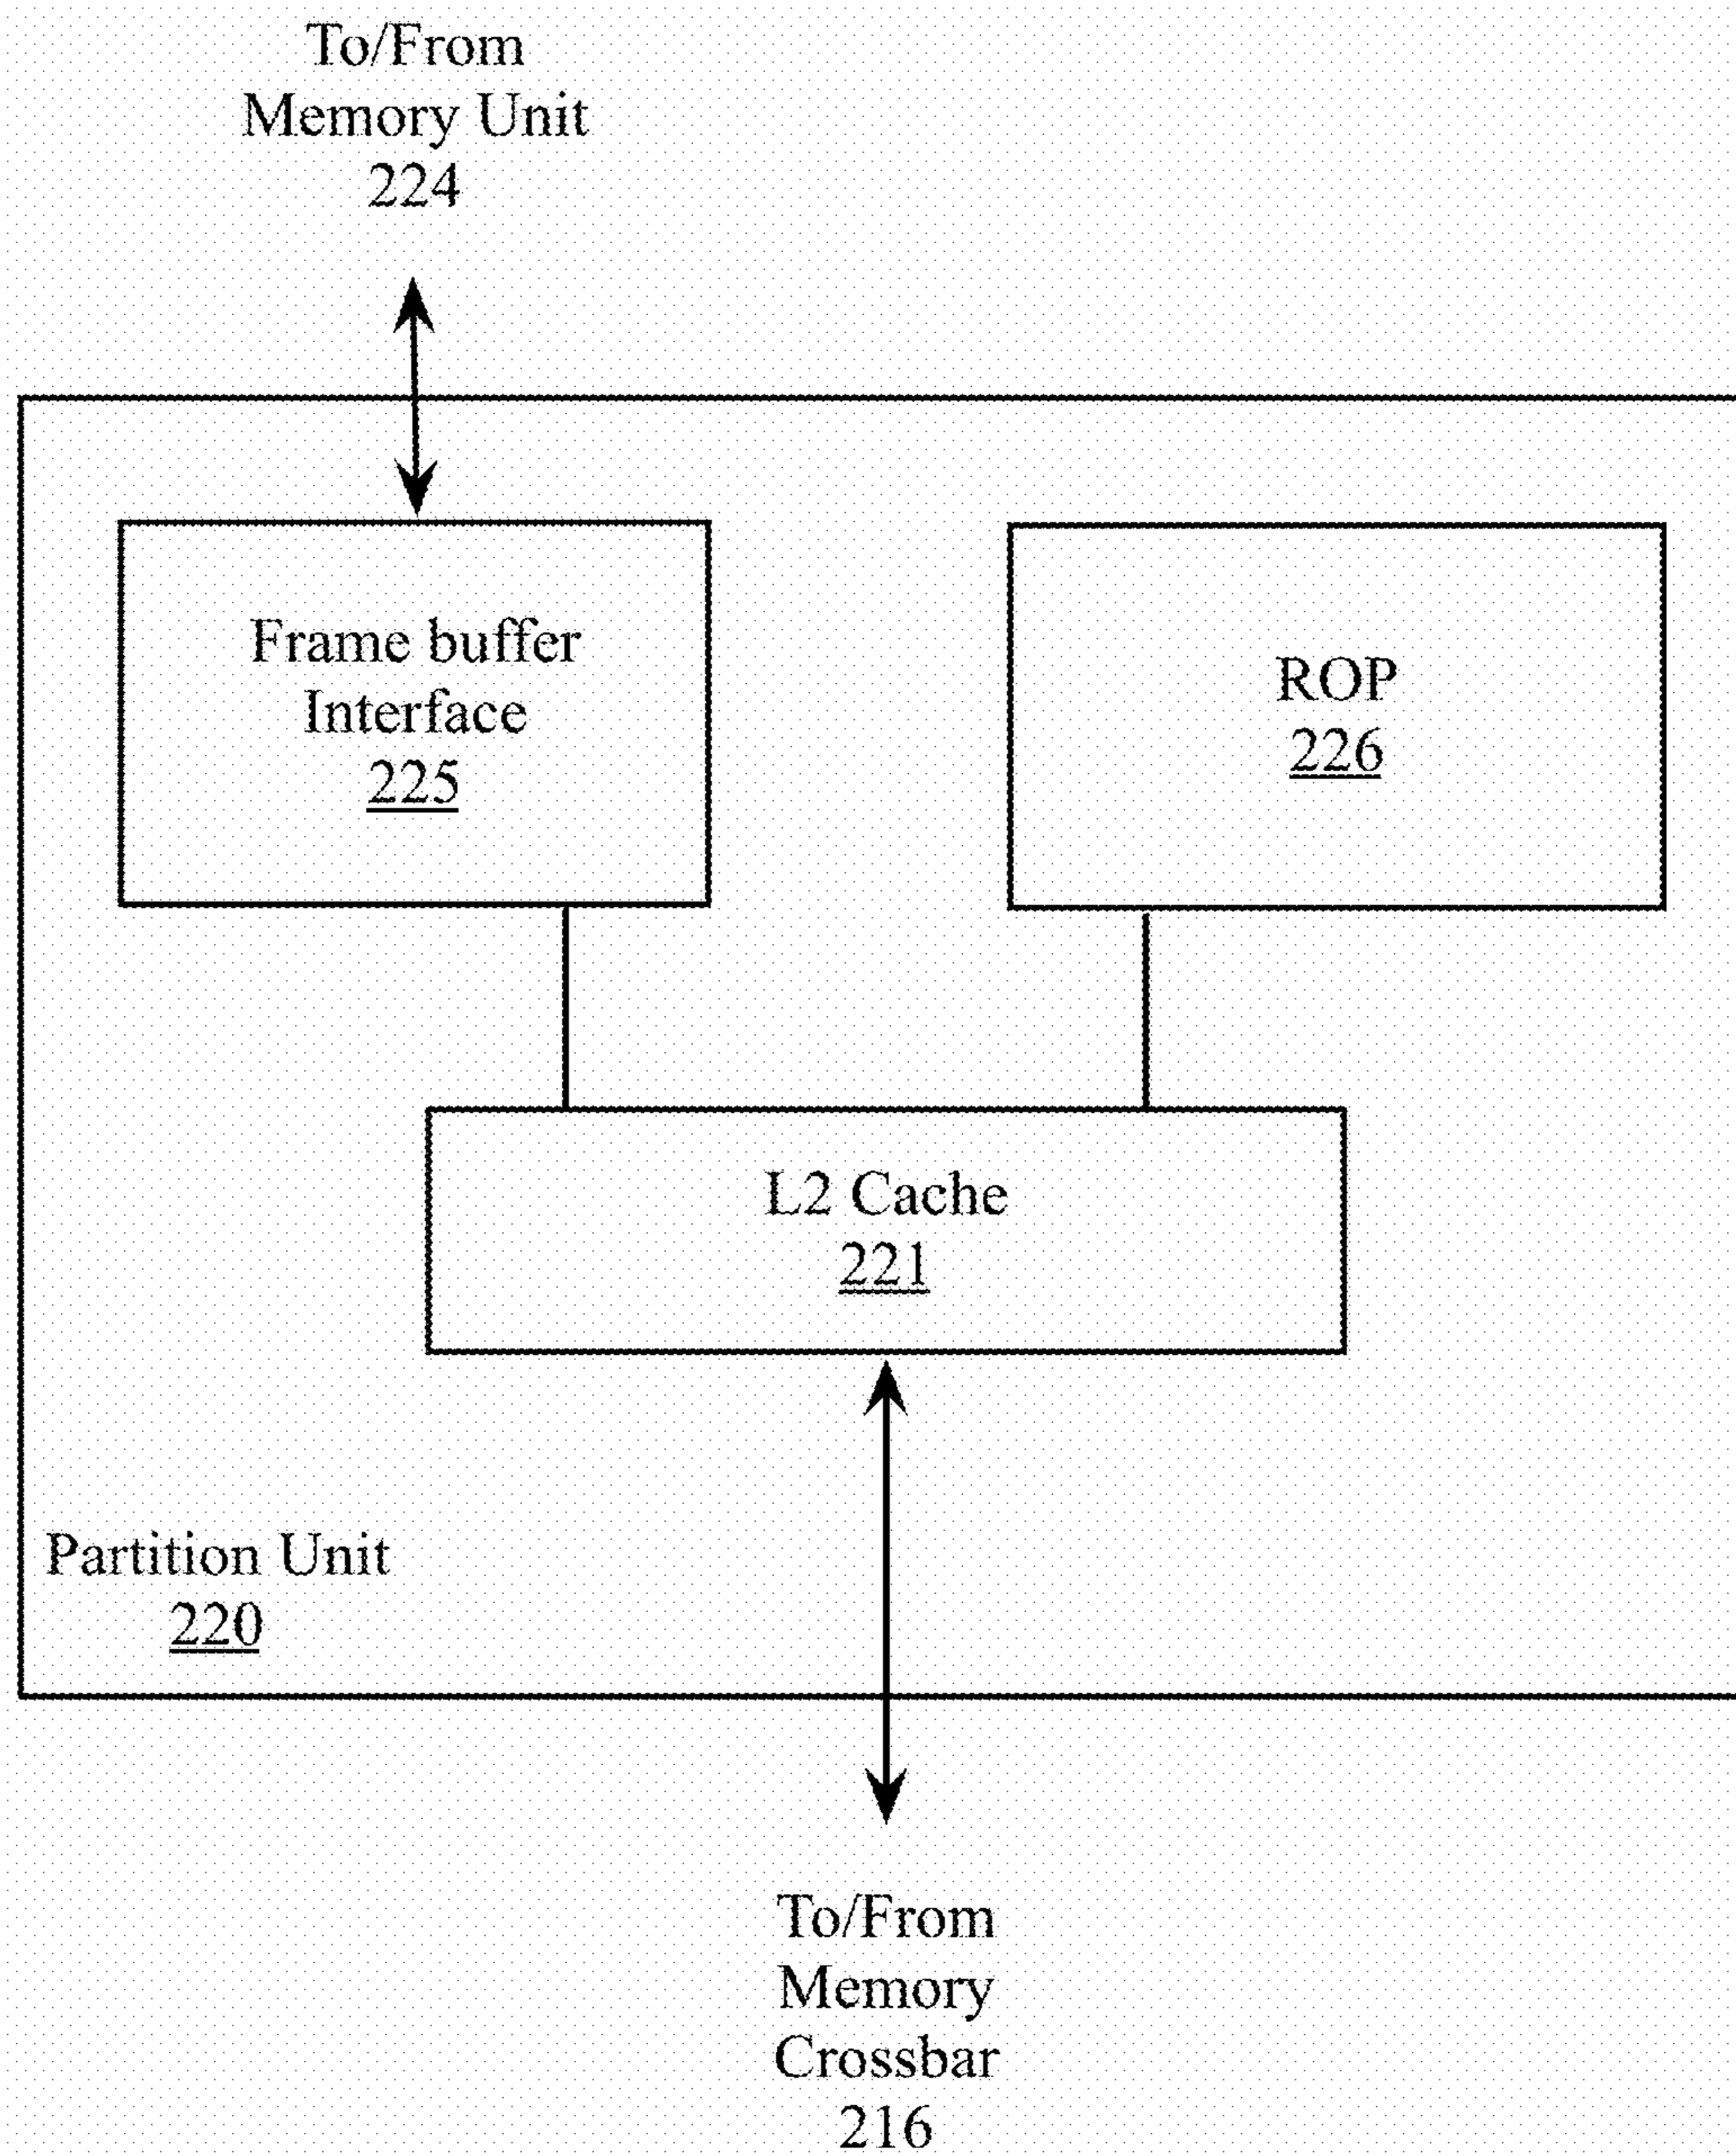 To/From
Memory Unit
224
Frame buffer
Interface
225
ROP
226
L2 Cache
221
Partition Unit
220
To/From
Memory
Crossbar
216